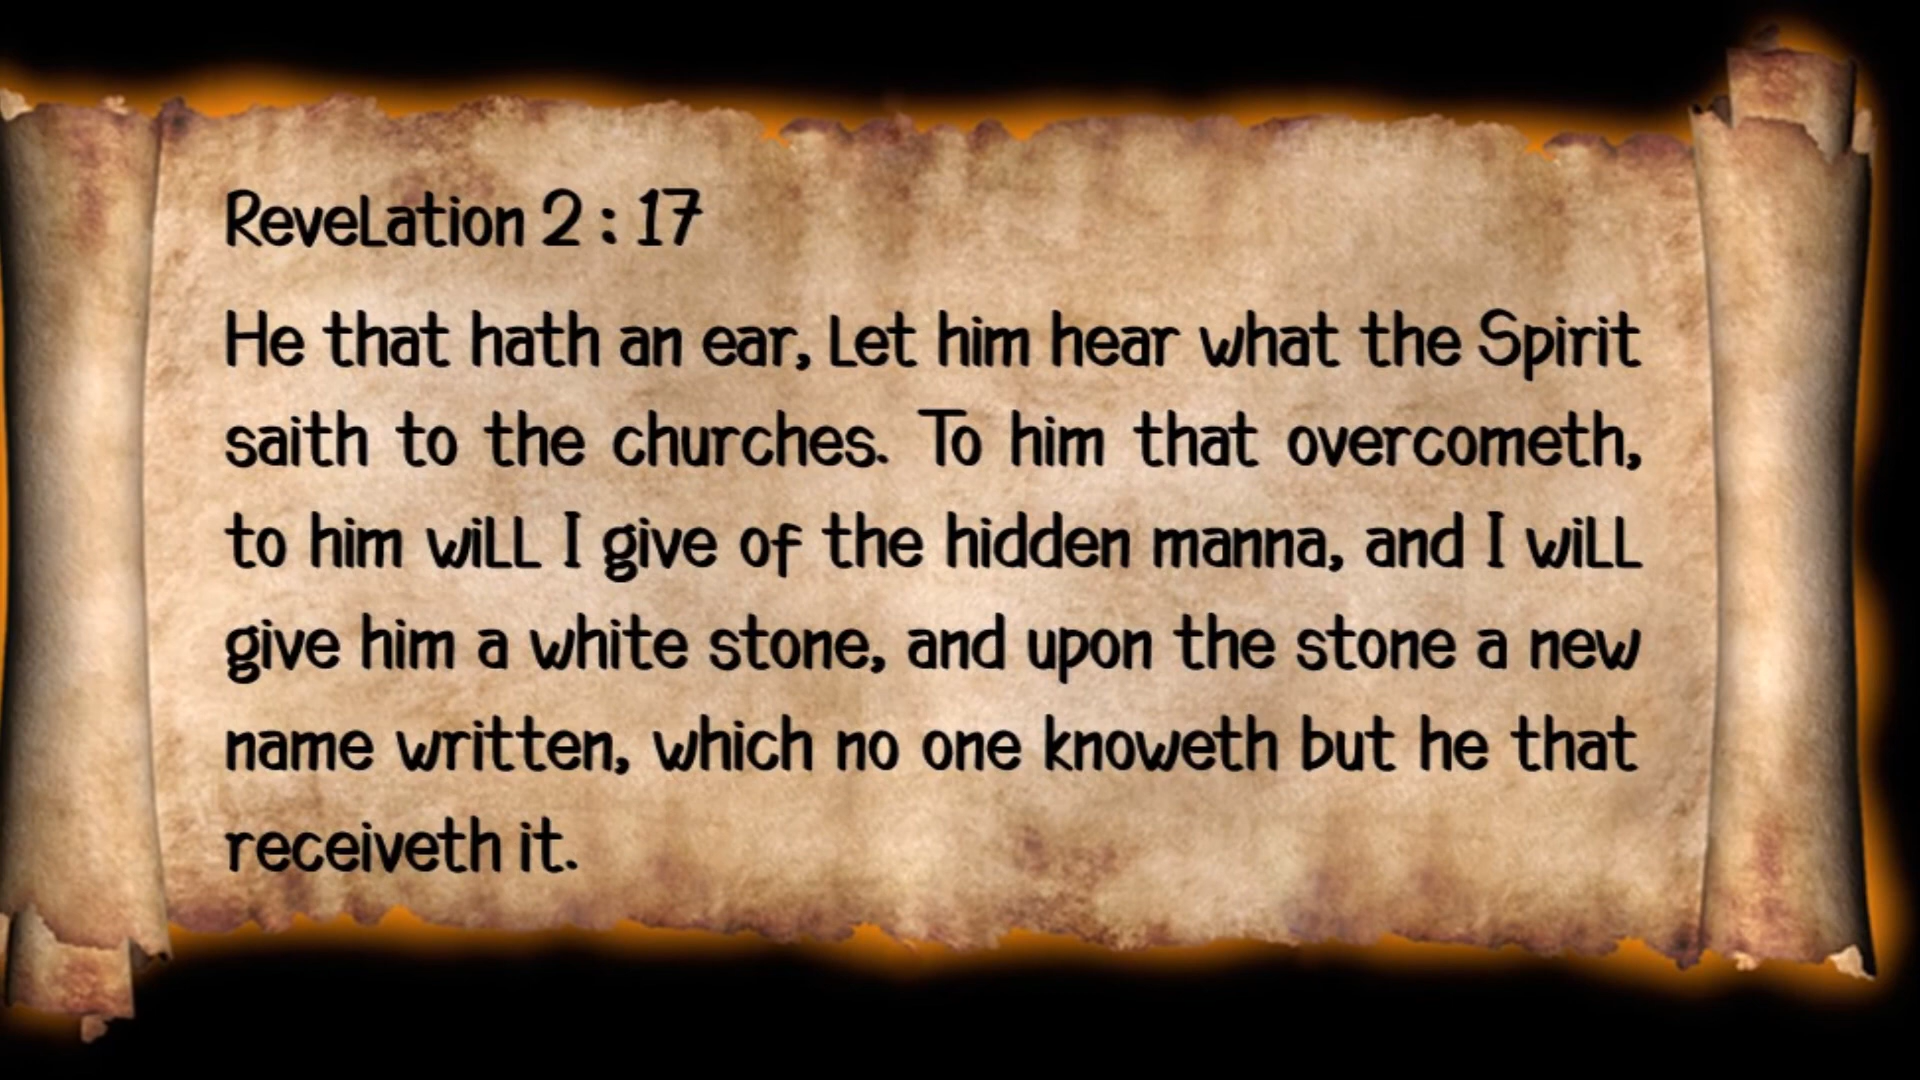 Revelation 2 : 17
He that hath an ear, Let him hear what the Spirit
saith to the churches. To him that overcometh,
to him will I give of the hidden manna, and I will
give him a white stone, and upon the stone a new
name written, which no one knoweth but he that
receiveth it.